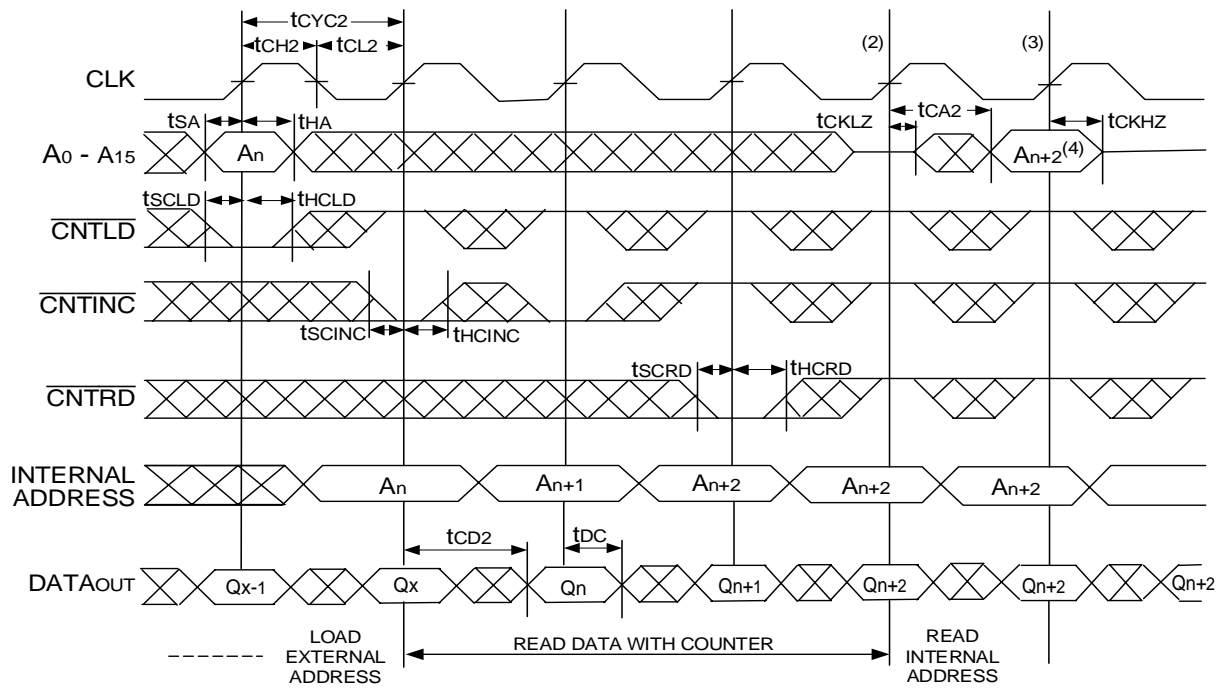 tCYC2
tCH2 tCL2
(2) (3)
CLK
tSA tHA tCKLZ tCA2 tCKHZ
A0 - A15 An An+2(4)
tSCLD tHCLD
CNTLD
CNTINC
tSCINC tHCINC
tSCRD tHCRD
CNTRD
INTERNAL
ADDRESS
An An+1 An+2 An+2 An+2
tCD2 tDC
DATAOUT Qx-1 Qx Qn Qn+1 Qn+2 Qn+2 Qn+2
LOAD
EXTERNAL
ADDRESS
READ DATA WITH COUNTER
READ
INTERNAL
ADDRESS